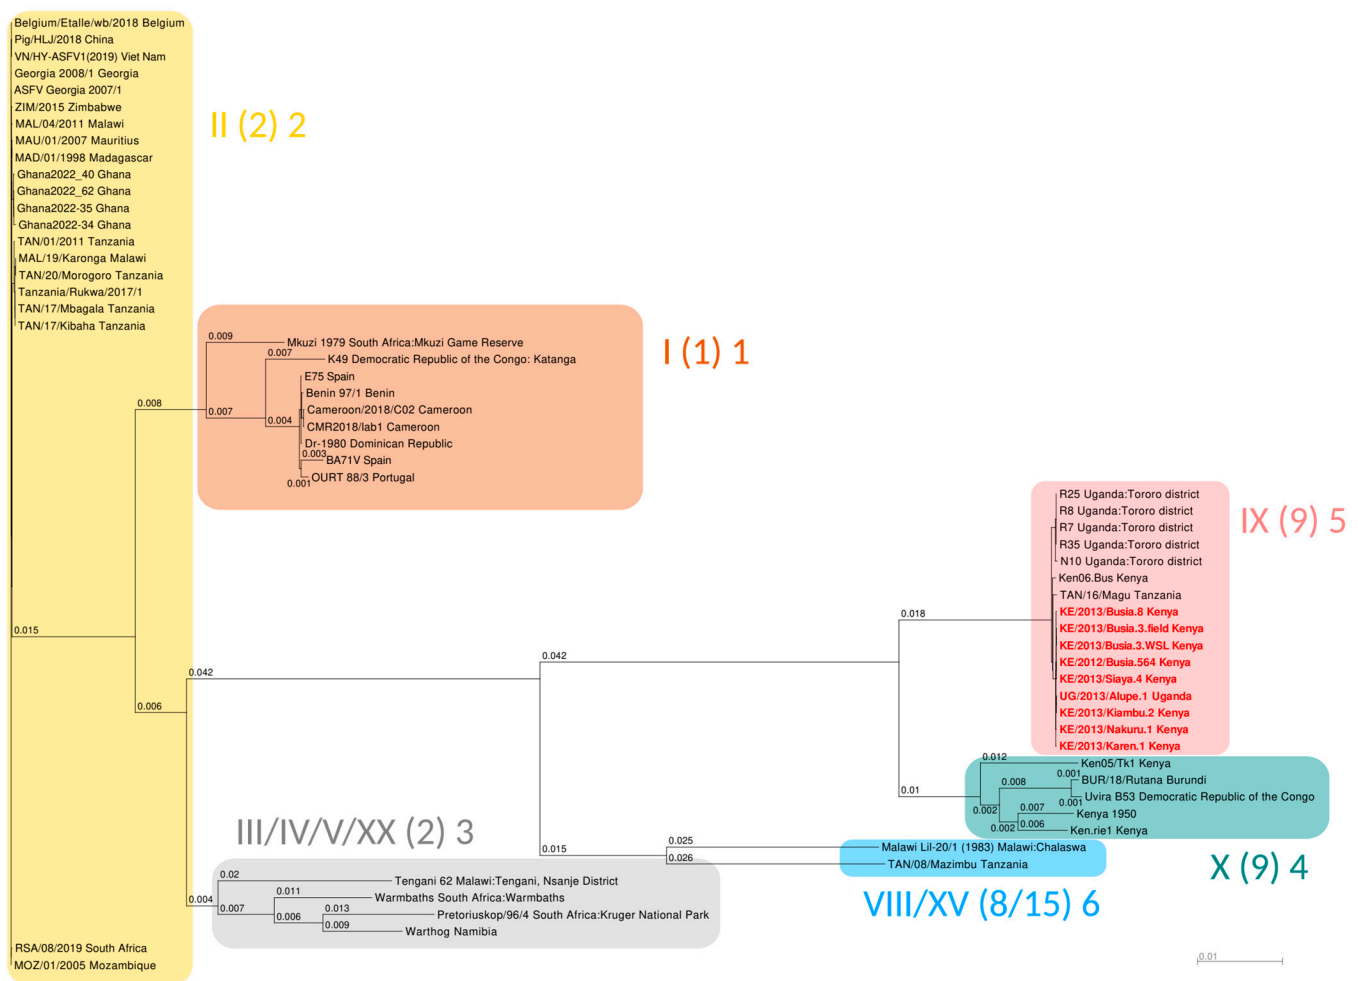 Belgium/Etalle/wb/2018 Belgium
Pig/HLJ/2018 China
VN/HY-ASFV1(2019) Viet Nam
Georgia 2008/1 Georgia
ASFV Georgia 2007/1
ZIM/2015 Zimbabwe
MAL/04/2011 Malawi
MAU/01/2007 Mauritius
MAD/01/1998 Madagascar
Ghana2022_40 Ghana
Ghana2022_62 Ghana
Ghana2022-35 Ghana
Ghana2022-34 Ghana
TAN/01/2011 Tanzania
MAL/19/Karonga Malawi
TAN/20/Morogoro Tanzania
Tanzania/Rukwa/2017/1
TAN/17/Mbagala Tanzania
TAN/17/Kibaha Tanzania
II (2) 2
0.009
Mkuzi 1979 South Africa:Mkuzi Game Reserve
0.007
K49 Democratic Republic of the Congo: Katanga
E75 Spain
Benin 97/1 Benin
0.008
0.007
Cameroon/2018/C02 Cameroon
0.004
CMR2018/lab1 Cameroon
Dr-1980 Dominican Republic
0.003
BA71V Spain
OURT 88/3 Portugal
0.001
I (1) 1
R25 Uganda:Tororo district
R8 Uganda:Tororo district
R7 Uganda:Tororo district
R35 Uganda:Tororo district
N10 Uganda:Tororo district
Ken06.Bus Kenya
TAN/16/Magu Tanzania
KE/2013/Busia.8 Kenya
KE/2013/Busia.3.field Kenya
KE/2013/Busia.3.WSL Kenya
KE/2012/Busia.564 Kenya
KE/2013/Siaya.4 Kenya
UG/2013/Alupe.1 Uganda
KE/2013/Kiambu.2 Kenya
KE/2013/Nakuru.1 Kenya
KE/2013/Karen.1 Kenya
IX (9) 5
0.018
0.015
0.042
0.042
0.006
0.012
Ken05/Tk1 Kenya
0.001
BUR/18/Rutana Burundi
0.008
0.01
Uvira B53 Democratic Republic of the Congo
0.001
0.002
0.007
Kenya 1950
0.002
0.006
Ken.rie1 Kenya
X (9) 4
0.025
Malawi Lil-20/1 (1983) Malawi:Chalaswa
0.015
0.026
TAN/08/Mazimbu Tanzania
VIII/XV (8/15) 6
III/IV/V/XX (2) 3
0.02
Tengani 62 Malawi:Tengani, Nsanje District
0.011
Warmbaths South Africa:Warmbaths
0.004
0.007
0.013
Pretoriuskop/96/4 South Africa:Kruger National Park
0.006
0.009
Warthog Namibia
RSA/08/2019 South Africa
MOZ/01/2005 Mozambique
0.01